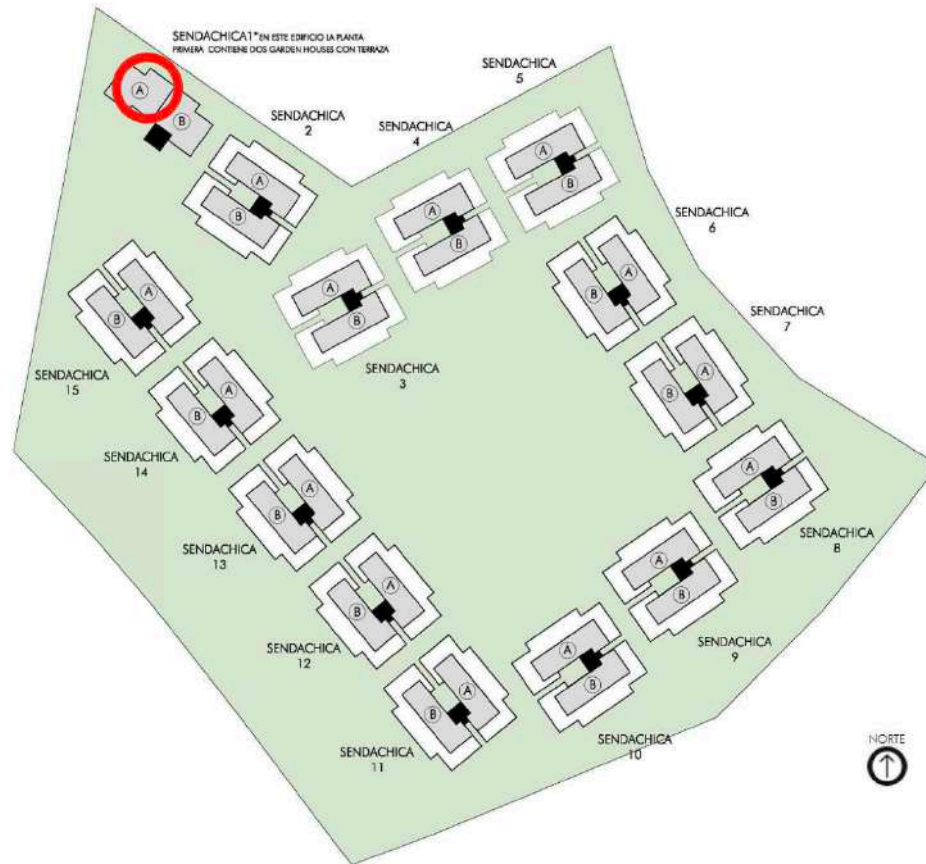 SENDACHICA1*EN ESTE EDIFICIO LA PLANTA
PRIMERA CONTIENE DOS GARDEN HOUSES CON TERRAZA
A
B
SENDACHICA
2
A
B
SENDACHICA
4
A
B
SENDACHICA
5
A
B
SENDACHICA
6
A
B
SENDACHICA
3
A
B
SENDACHICA
7
A
B
SENDACHICA
15
A
B
SENDACHICA
14
A
B
SENDACHICA
8
A
B
SENDACHICA
13
A
B
SENDACHICA
9
A
B
SENDACHICA
12
A
B
SENDACHICA
10
A
B
SENDACHICA
11
A
B
NORTE